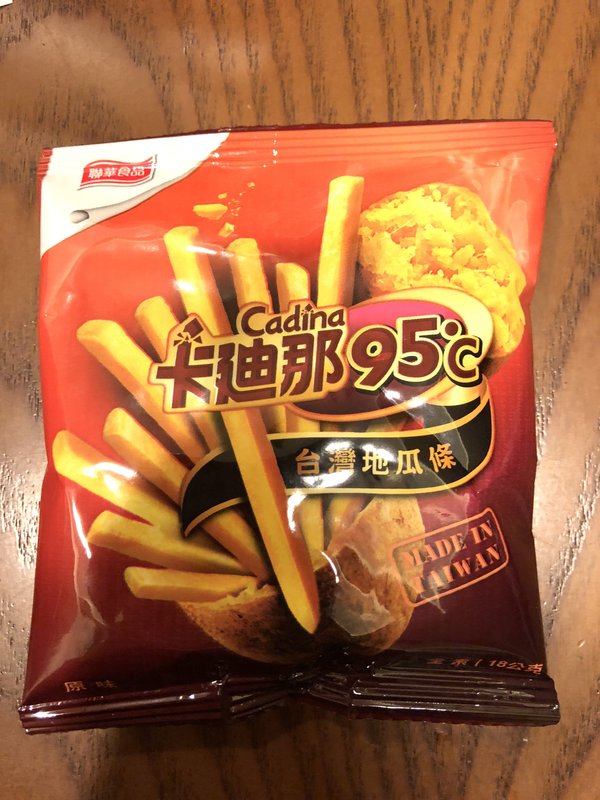 聯華食品
Cadina
卡迪那95℃
台灣地瓜條
MADE IN
TAIWAN
原味
(18公克